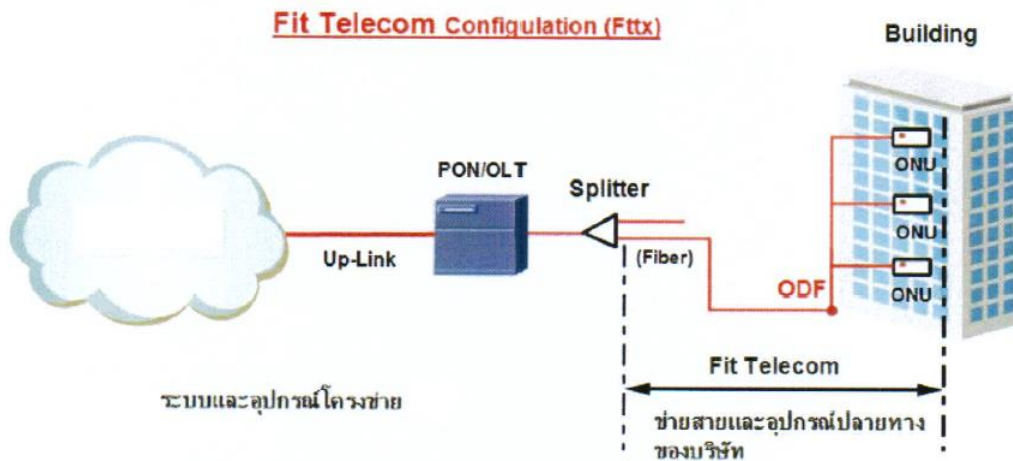 Fit Telecom Configulation (Fttx)
Building
PON/OLT
Splitter
ONU
ONU
ONU
Up-Link
(Fiber)
ODF
Fit Telecom
ระบบและอุปกรณ์โครงข่าย
ข่ายสายและอุปกรณ์ปลายทาง
ของบริษัท